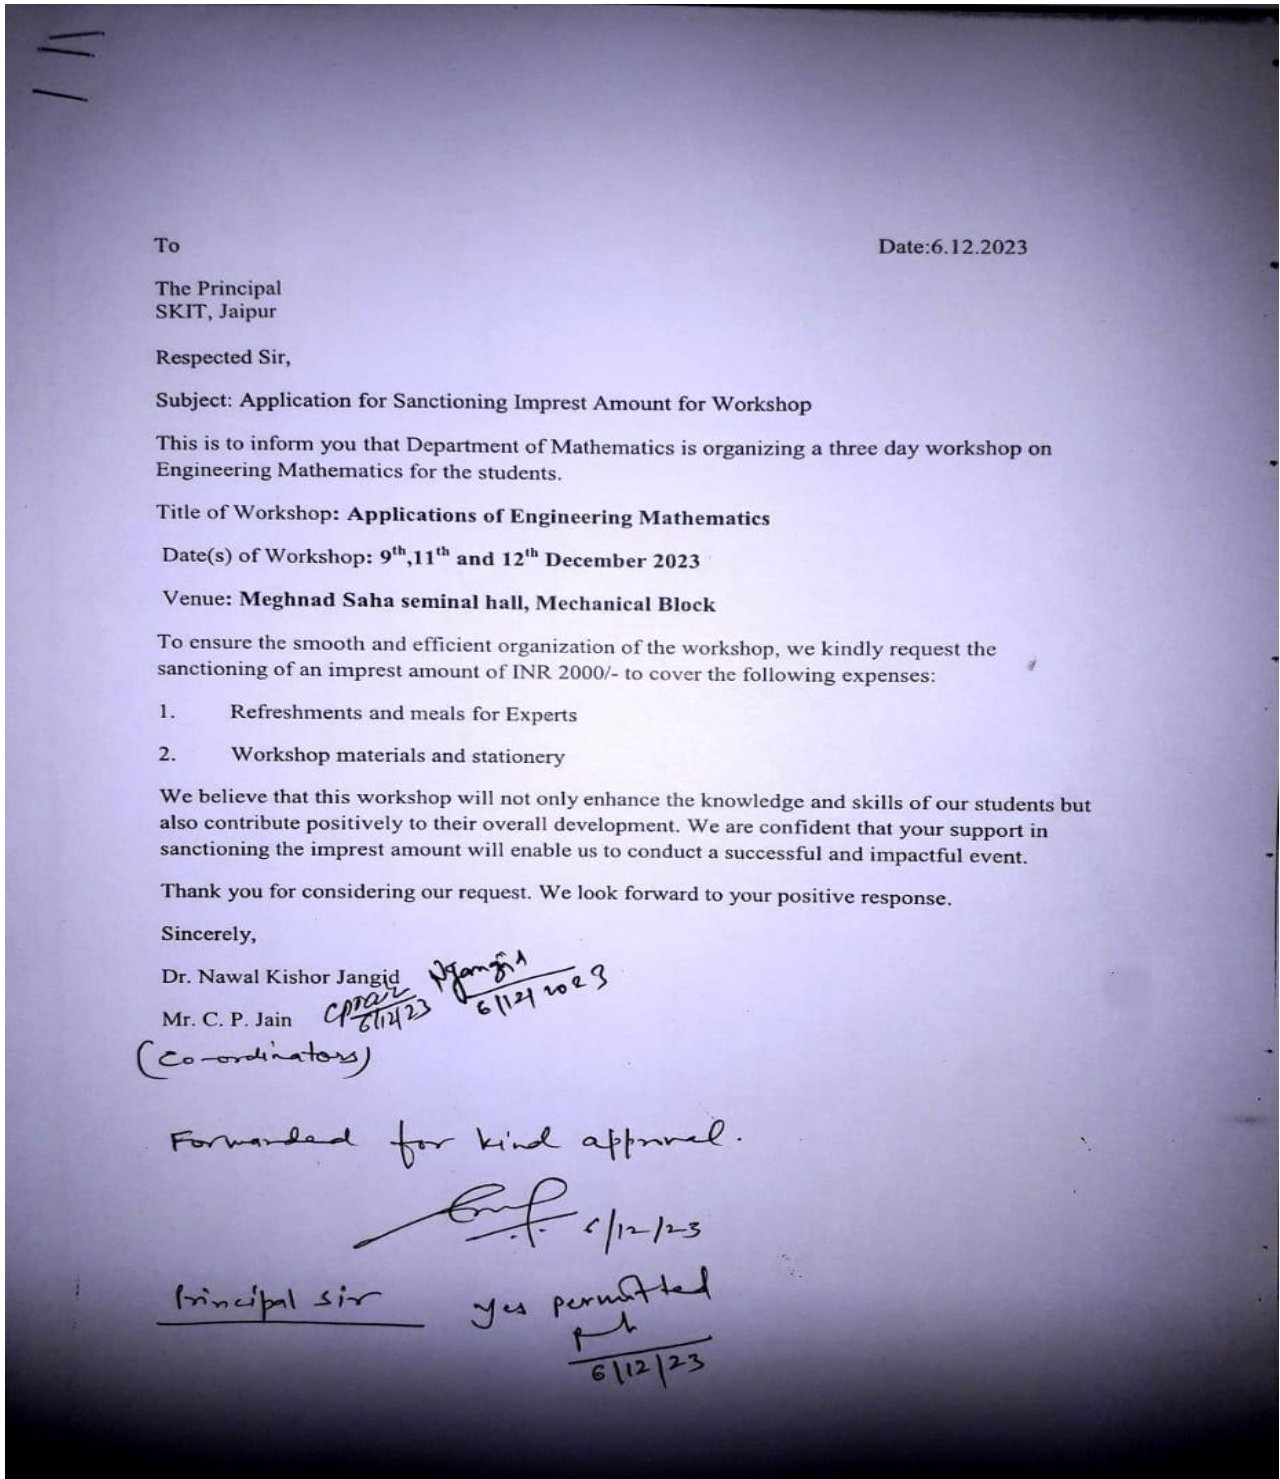 To Date:6.12.2023
The Principal
SKIT, Jaipur
Respected Sir,
Subject: Application for Sanctioning Imprest Amount for Workshop
This is to inform you that Department of Mathematics is organizing a three day workshop on
Engineering Mathematics for the students.
Title of Workshop: Applications of Engineering Mathematics
Date(s) of Workshop: 9th,11th and 12th December 2023
Venue: Meghnad Saha seminal hall, Mechanical Block
To ensure the smooth and efficient organization of the workshop, we kindly request the
sanctioning of an imprest amount of INR 2000/- to cover the following expenses:
1. Refreshments and meals for Experts
2. Workshop materials and stationery
We believe that this workshop will not only enhance the knowledge and skills of our students but
also contribute positively to their overall development. We are confident that your support in
sanctioning the imprest amount will enable us to conduct a successful and impactful event.
Thank you for considering our request. We look forward to your positive response.
Sincerely,
Dr. Nawal Kishor Jangid
6/12/2023
Mr. C. P. Jain
6/12/23
(Co-ordinators)
Forwarded for kind approval.
6/12/23
Principal sir yes permitted
6/12/23